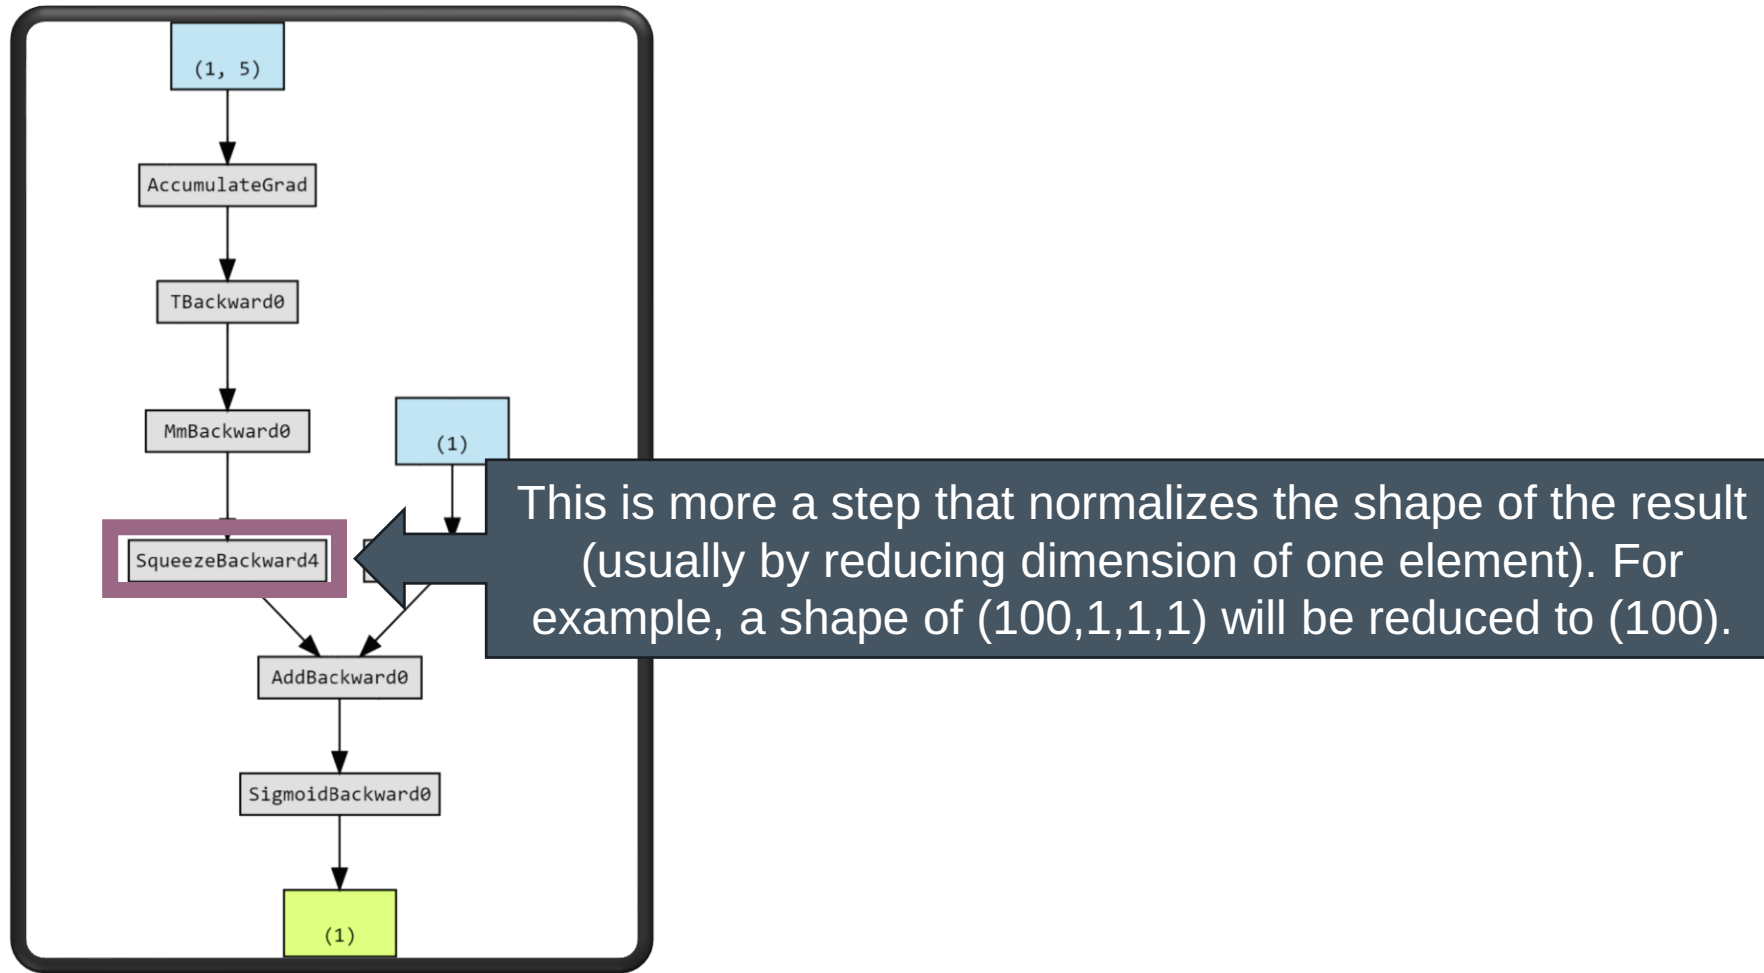 (1, 5)
AccumulateGrad
TBackward0
MmBackward0
(1)
SqueezeBackward4
This is more a step that normalizes the shape of the result
(usually by reducing dimension of one element). For
example, a shape of (100,1,1,1) will be reduced to (100).
AddBackward0
SigmoidBackward0
(1)